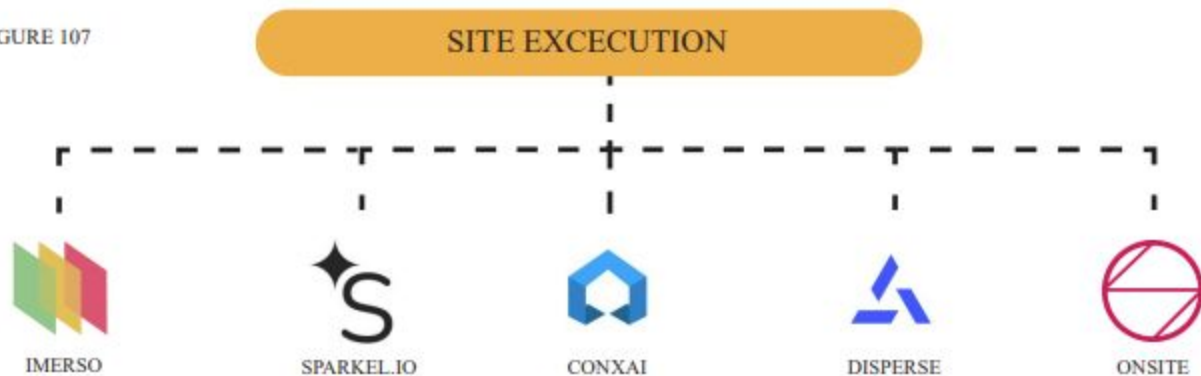 GURE 107
SITE EXCECUTION
S
IMERSO
SPARKEL.IO
CONXAI
DISPERSE
ONSITE